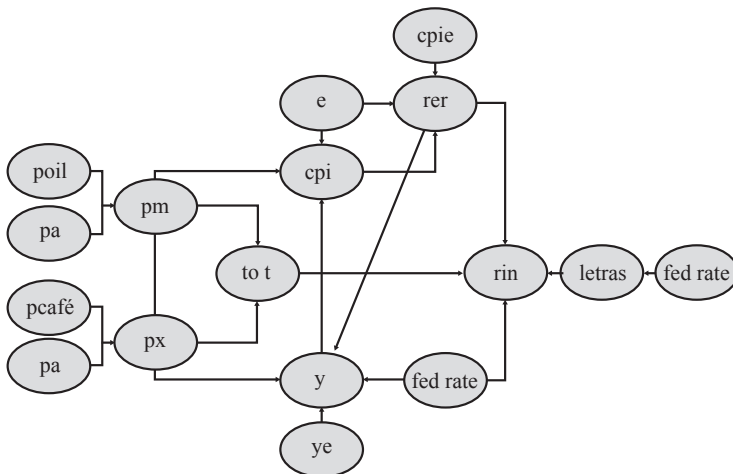 cpie
e
rer
poil
cpi
pm
pa
to t
rin
letras
fed rate
pcafé
px
pa
y
fed rate
ye